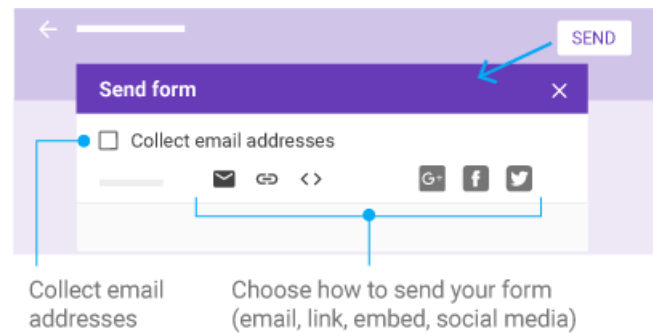 SEND
Send form
Collect email addresses
G+ f
Collect email
addresses
Choose how to send your form
(email, link, embed, social media)